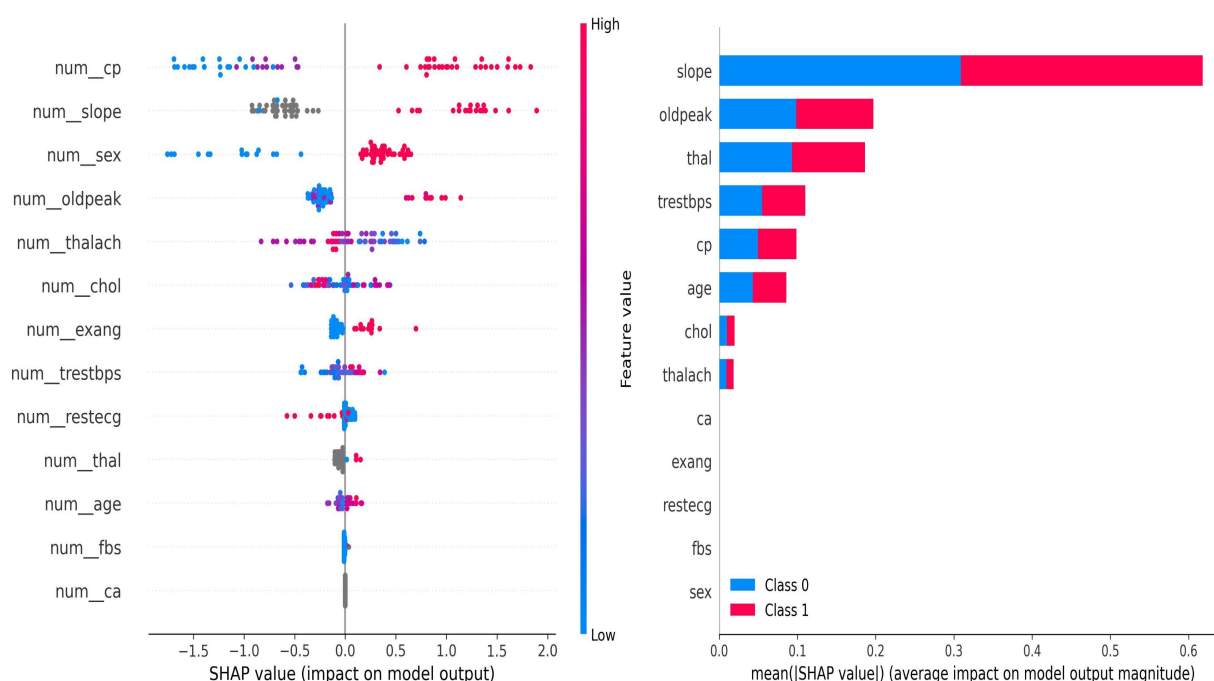 num__cp
num__slope
num__sex
num__oldpeak
num__thalach
num__chol
num__exang
num__trestbps
num__restecg
num__thal
num__age
num__fbs
num__ca
−1.5 −1.0 −0.5 0.0 0.5 1.0 1.5 2.0
SHAP value (impact on model output)
High
Feature value
Low
slope
oldpeak
thal
trestbps
cp
age
chol
thalach
ca
exang
restecg
fbs
sex
Class 0
Class 1
0.0 0.1 0.2 0.3 0.4 0.5 0.6
mean(|SHAP value|) (average impact on model output magnitude)